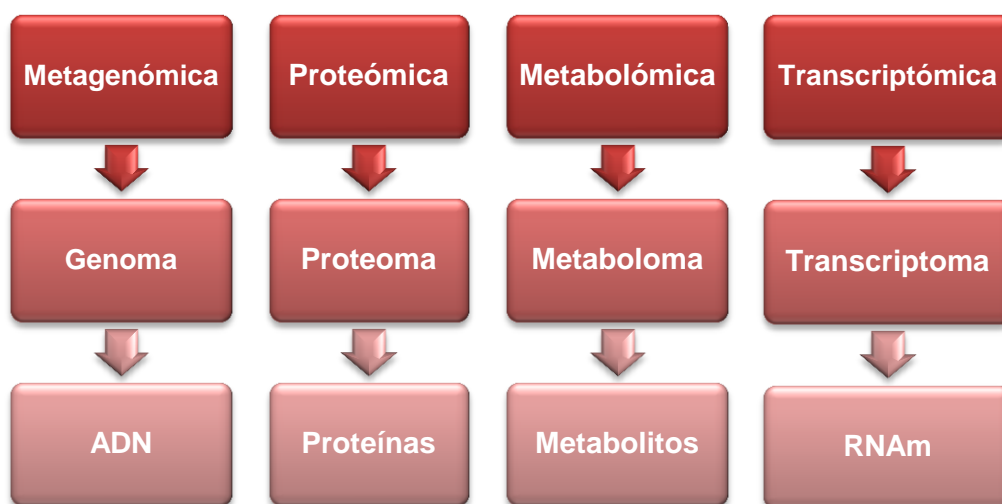 Metagenómica
Proteómica
Metabolómica
Transcriptómica
Genoma
Proteoma
Metaboloma
Transcriptoma
ADN
Proteínas
Metabolitos
RNAm